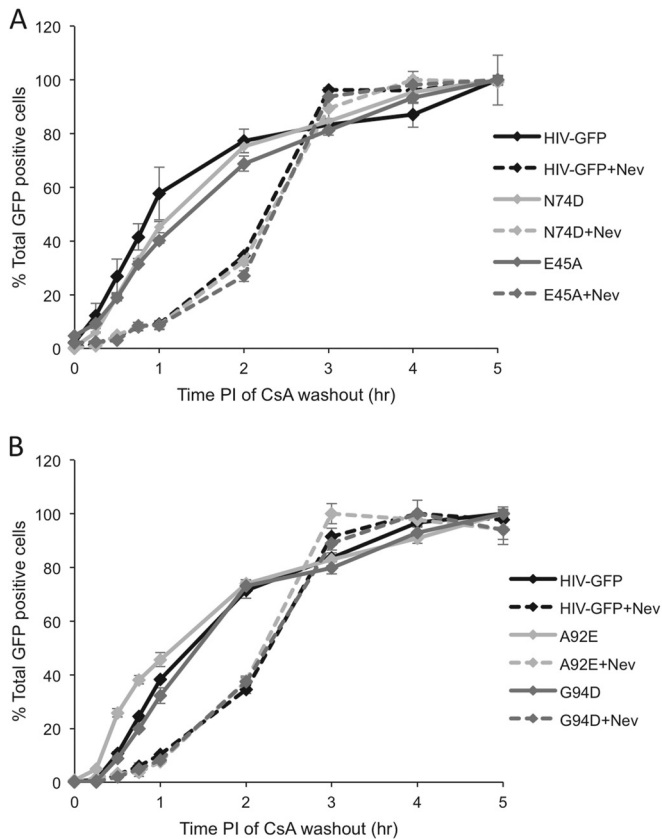 A
120
100
80
60
40
20
0
% Total GFP positive cells
0 1 2 3 4 5
Time PI of CsA washout (hr)
HIV-GFP
HIV-GFP+Nev
N74D
N74D+Nev
E45A
E45A+Nev
B
120
100
80
60
40
20
0
% Total GFP positive cells
0 1 2 3 4 5
Time PI of CsA washout (hr)
HIV-GFP
HIV-GFP+Nev
A92E
A92E+Nev
G94D
G94D+Nev